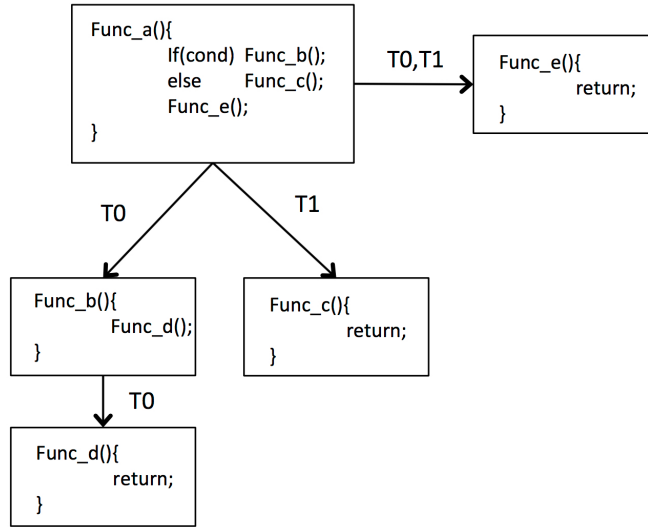 Func_a(){
If(cond) Func_b();
else Func_c();
Func_e();
}
T0,T1
Func_e(){
return;
}
T0
T1
Func_b(){
Func_d();
}
Func_c(){
return;
}
T0
Func_d(){
return;
}